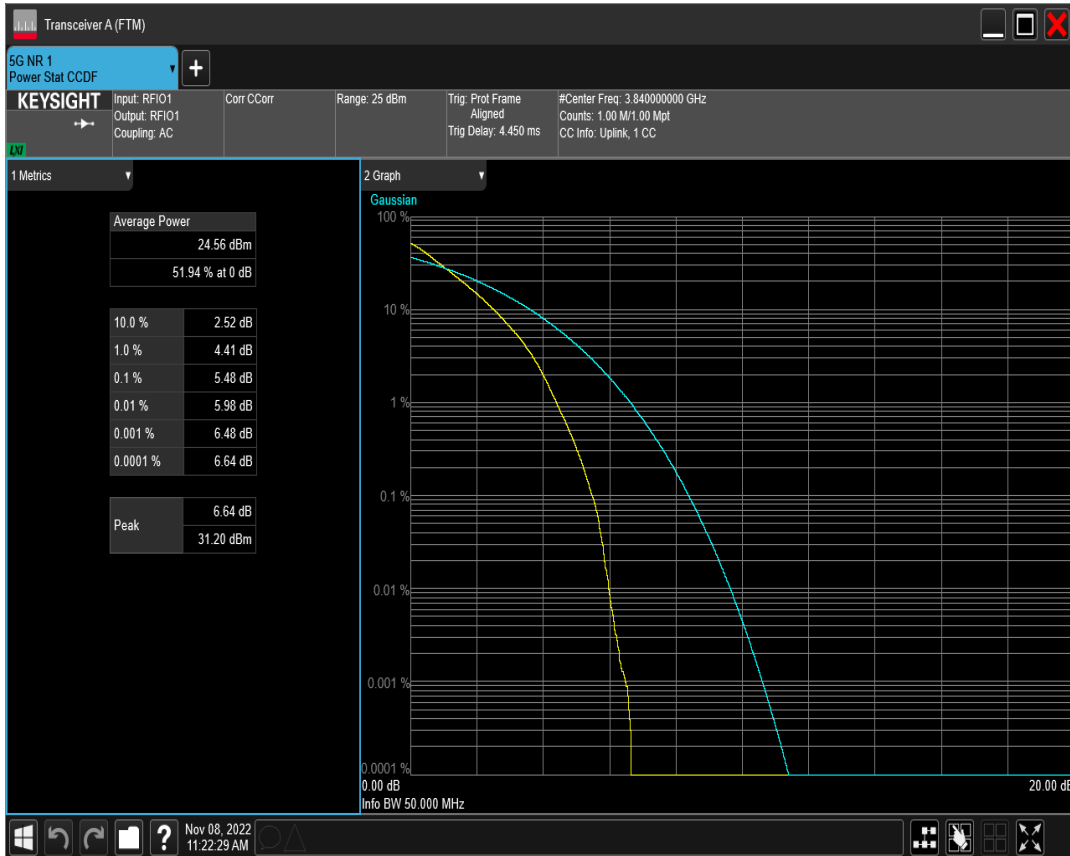 Transceiver A (FTM)
5G NR 1
Power Stat CCDF
+
KEYSIGHT
LXI
Input: RFIO1
Output: RFIO1
Coupling: AC
Corr CCorr
Range: 25 dBm
Trig: Prot Frame
Aligned
Trig Delay: 4.450 ms
#Center Freq: 3.840000000 GHz
Counts: 1.00 M/1.00 Mpt
CC Info: Uplink, 1 CC
1 Metrics
Average Power
24.56 dBm
51.94 % at 0 dB
10.0 % 2.52 dB
1.0 % 4.41 dB
0.1 % 5.48 dB
0.01 % 5.98 dB
0.001 % 6.48 dB
0.0001 % 6.64 dB
Peak
6.64 dB
31.20 dBm
2 Graph
Gaussian
100 %
10 %
1 %
0.1 %
0.01 %
0.001 %
0.0001 %
0.00 dB 20.00 dB
Info BW 50.000 MHz
? Nov 08, 2022
11:22:29 AM